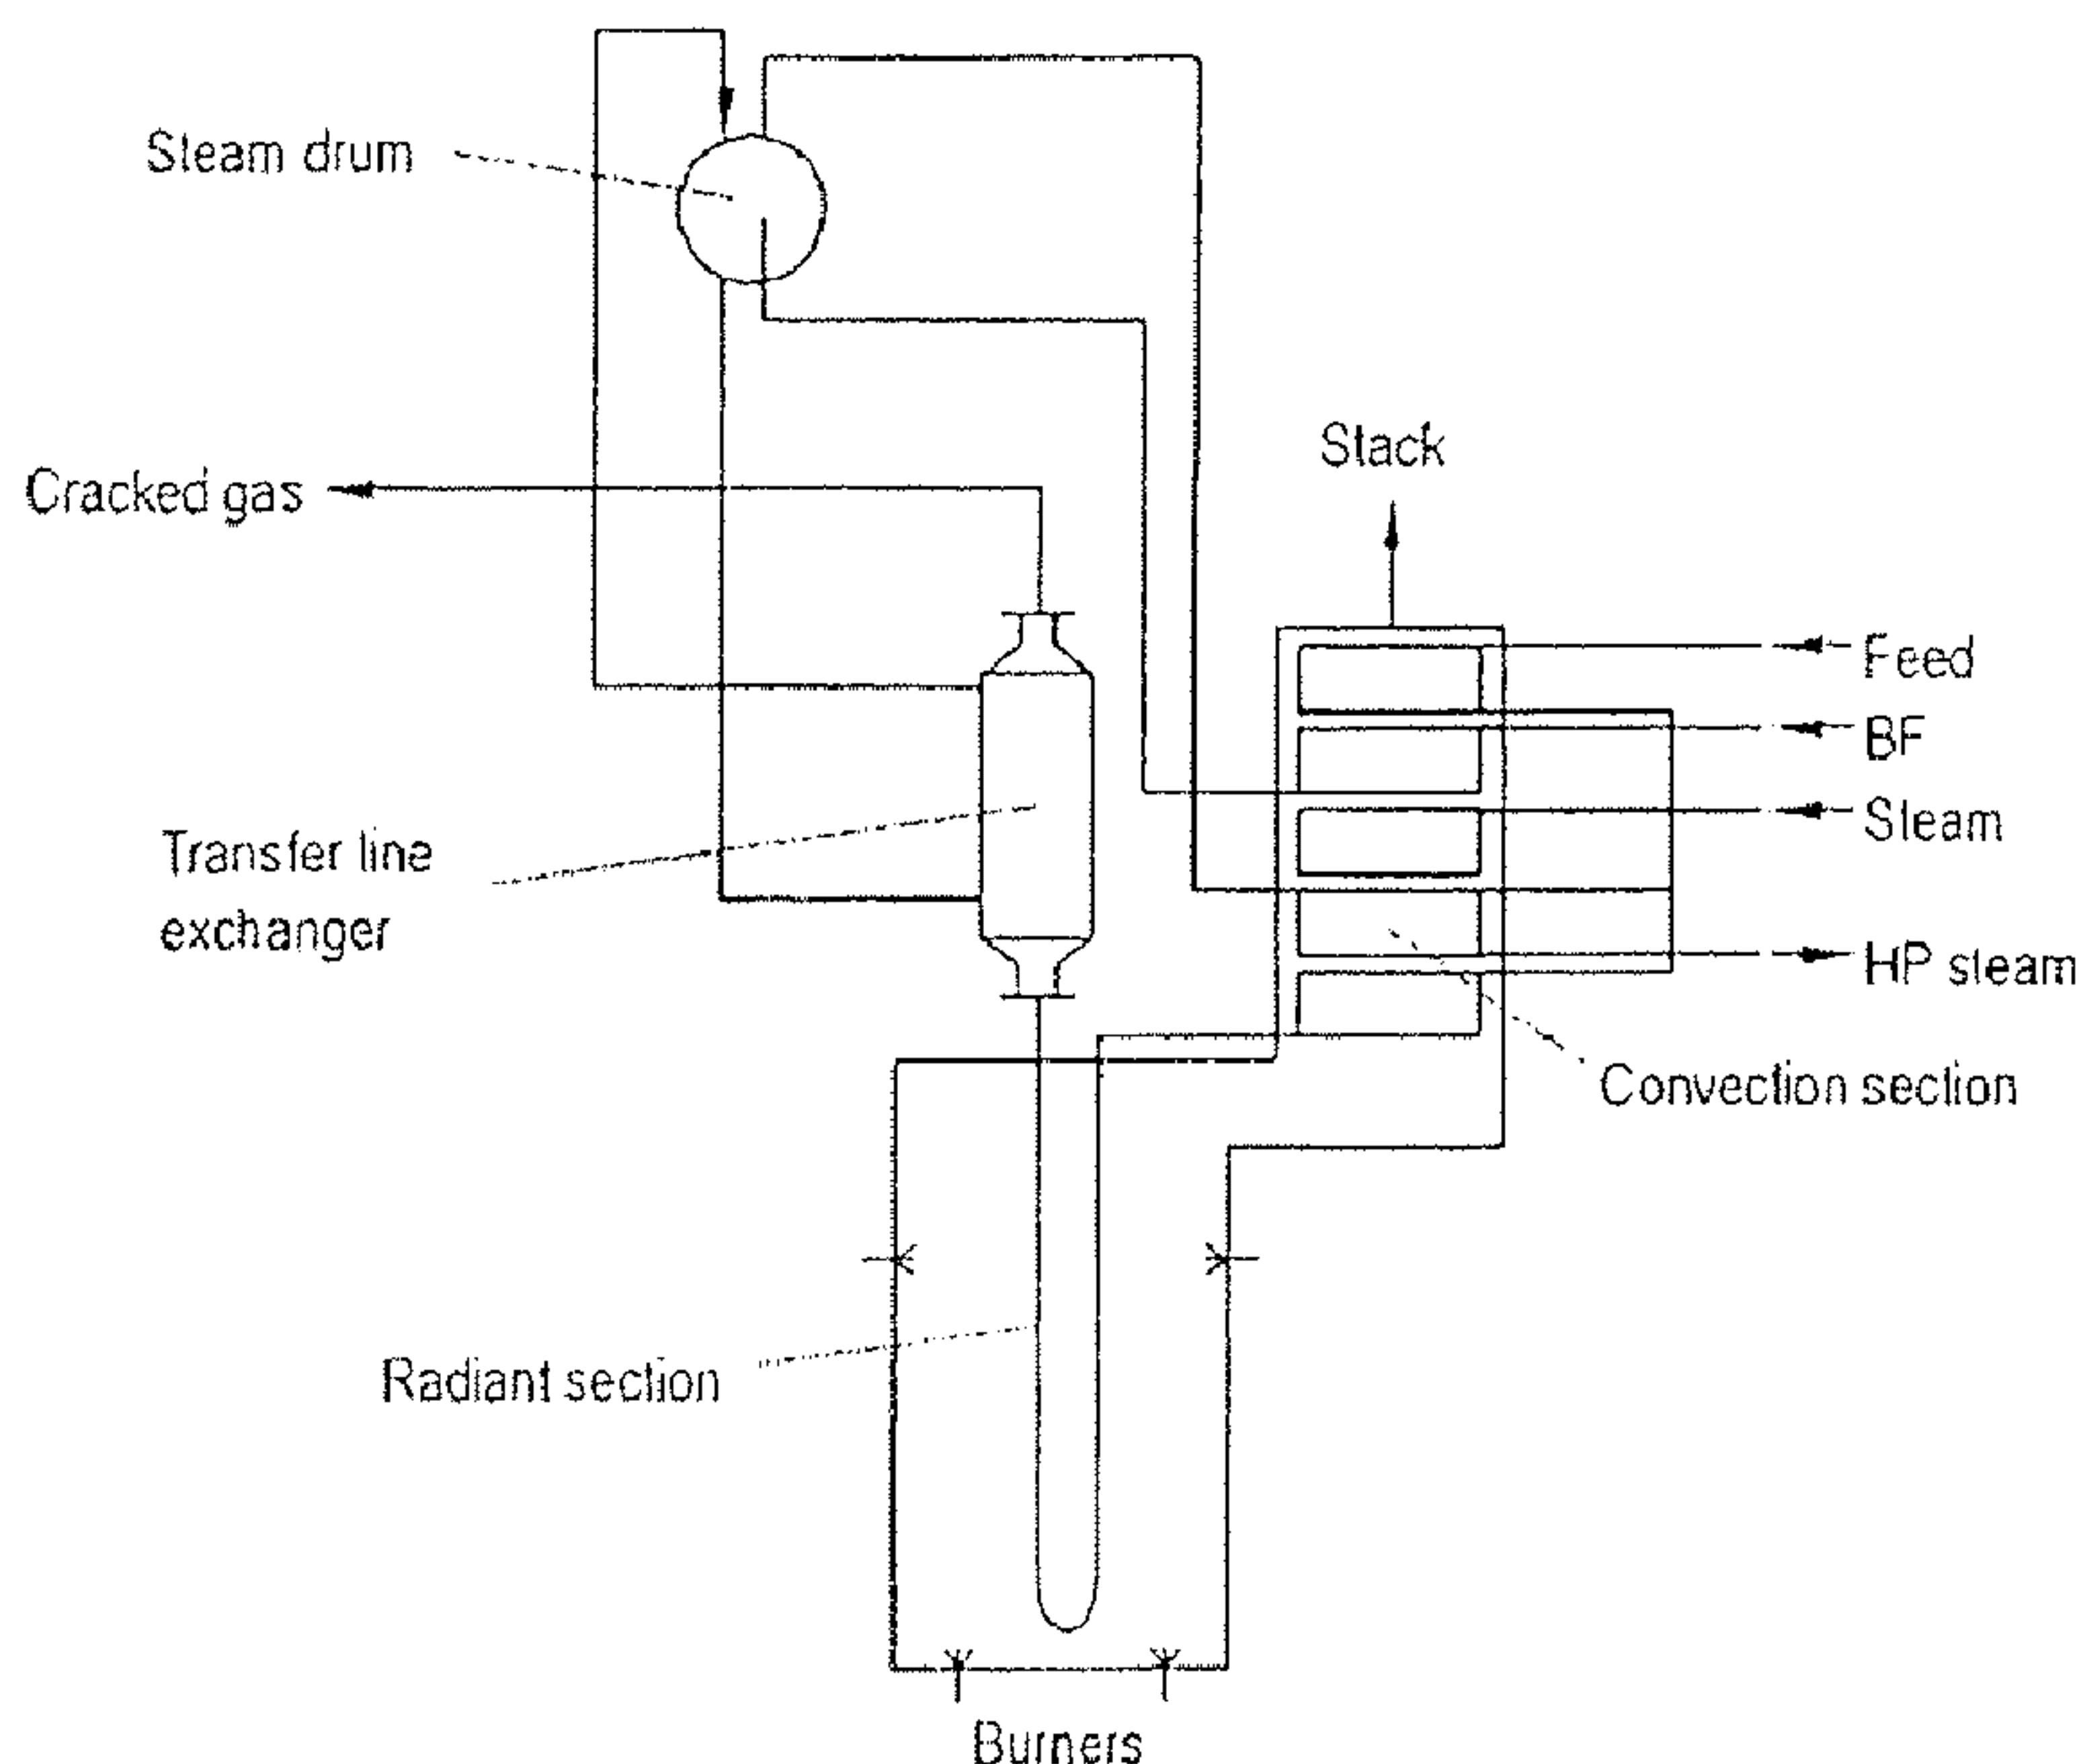 Steam drum
Stack
Cracked gas
Feed
BF
Steam
Transfer line
exchanger
HP steam
Convection section
Radiant section
Burners